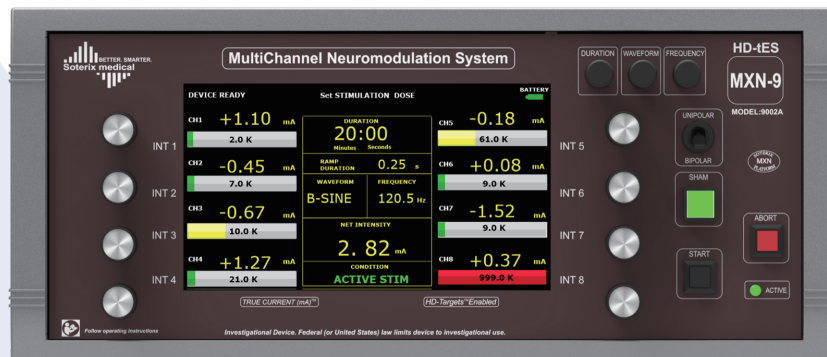 BETTER. SMARTER.
Soterix medical
MultiChannel Neuromodulation System
DURATION
WAVEFORM
FREQUENCY
HD-tES
MXN-9
MODEL:9002A
DEVICE READY
Set STIMULATION DOSE
BATTERY
INT 1
INT 2
INT 3
INT 4
CH1 +1.10 mA
2.0 K
CH2 -0.45 mA
7.0 K
CH3 -0.67 mA
10.0 K
CH4 +1.27 mA
21.0 K
DURATION
20:00
Minutes Seconds
RAMP
DURATION
0.25 s
WAVEFORM
B-SINE
FREQUENCY
120.5 Hz
NET INTENSITY
2. 82 mA
CONDITION
ACTIVE STIM
CH5 -0.18 mA
61.0 K
CH6 +0.08 mA
9.0 K
CH7 -1.52 mA
9.0 K
CH8 +0.37 mA
999.0 K
INT 5
INT 6
INT 7
INT 8
UNIPOLAR
BIPOLAR
SOTERIX
MXN
PLATFORM
SHAM
START
ABORT
ACTIVE
TRUE CURRENT (mA)™
HD-Targets™Enabled
Follow operating instructions
Investigational Device. Federal (or United States) law limits device to investigational use.